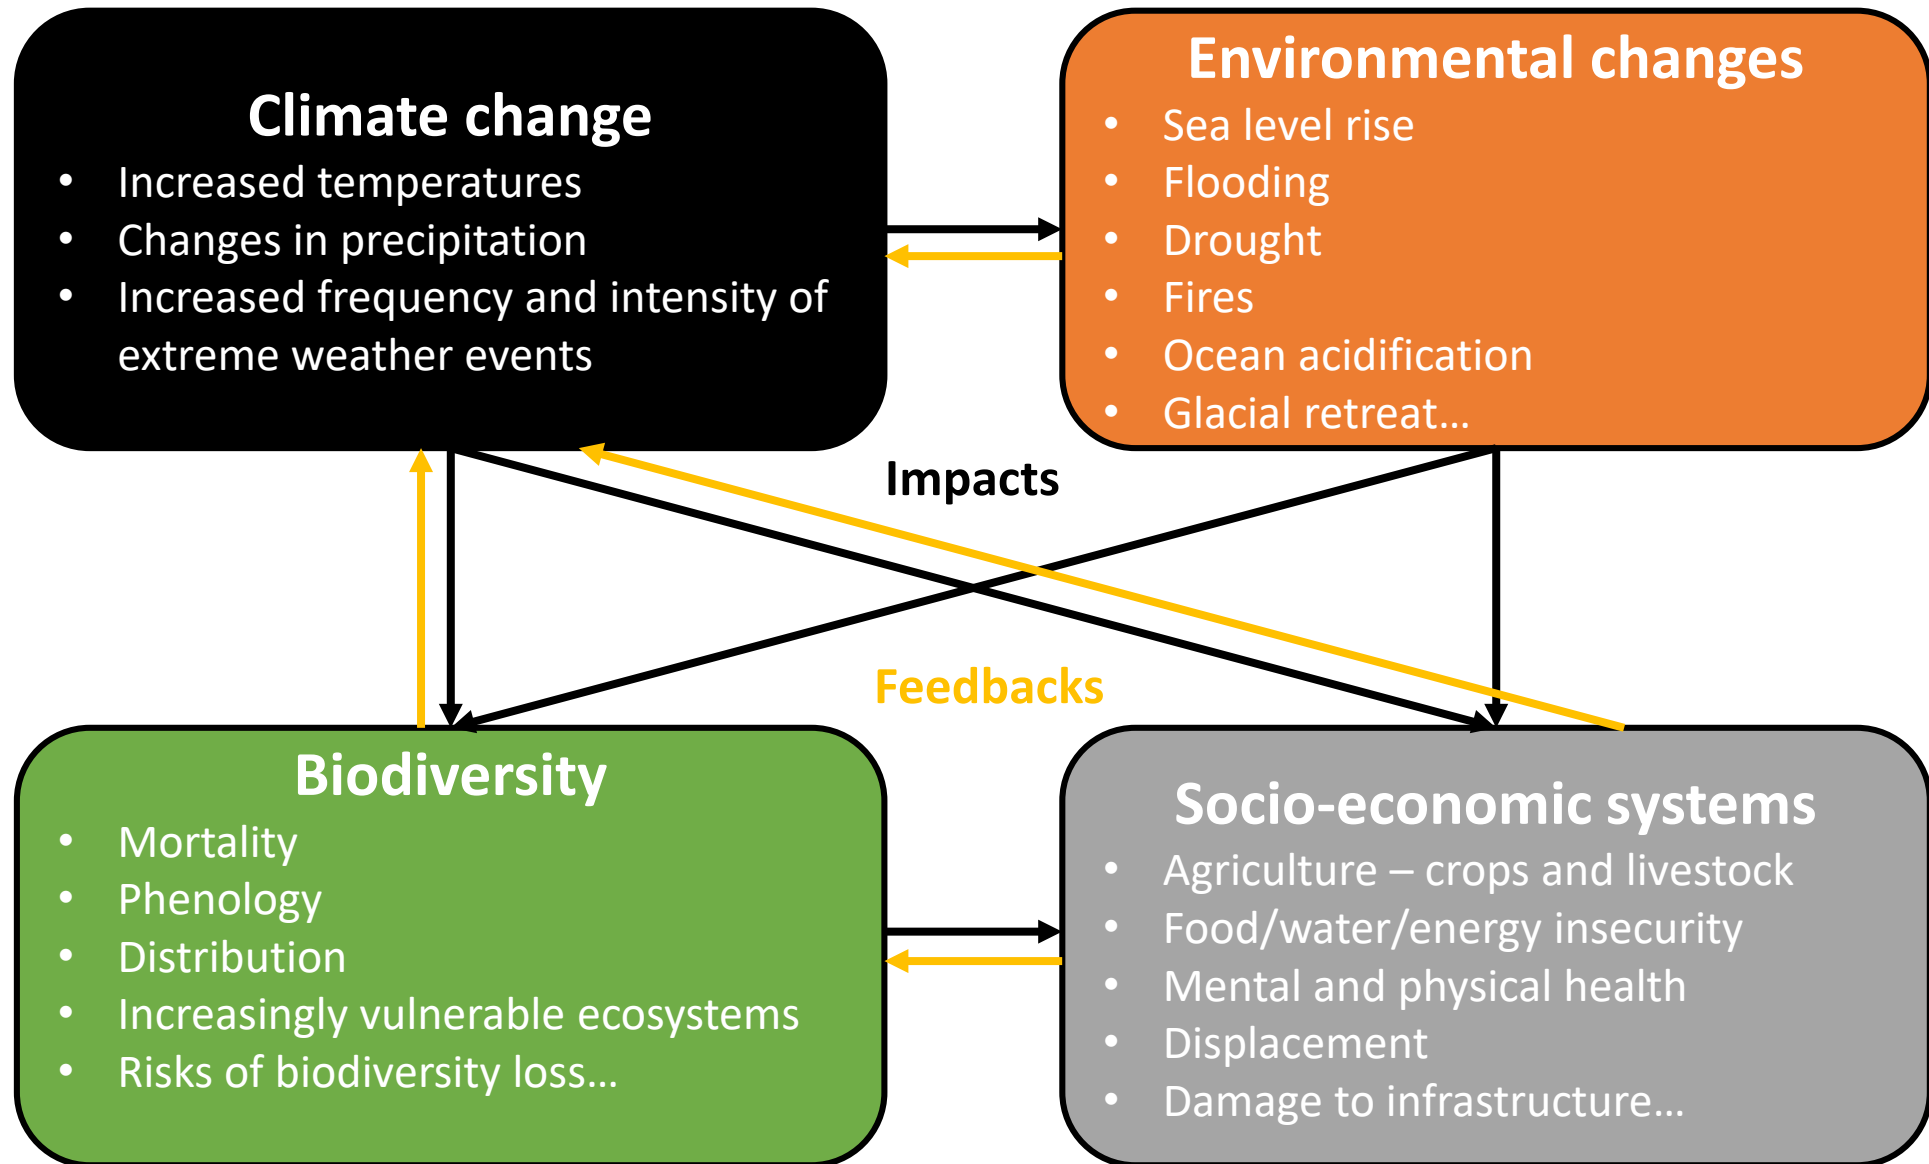 Climate change
• Increased temperatures
• Changes in precipitation
• Increased frequency and intensity of
extreme weather events
Environmental changes
• Sea level rise
• Flooding
• Drought
• Fires
• Ocean acidification
• Glacial retreat...
Impacts
Feedbacks
Biodiversity
• Mortality
• Phenology
• Distribution
• Increasingly vulnerable ecosystems
• Risks of biodiversity loss...
Socio-economic systems
• Agriculture – crops and livestock
• Food/water/energy insecurity
• Mental and physical health
• Displacement
• Damage to infrastructure...